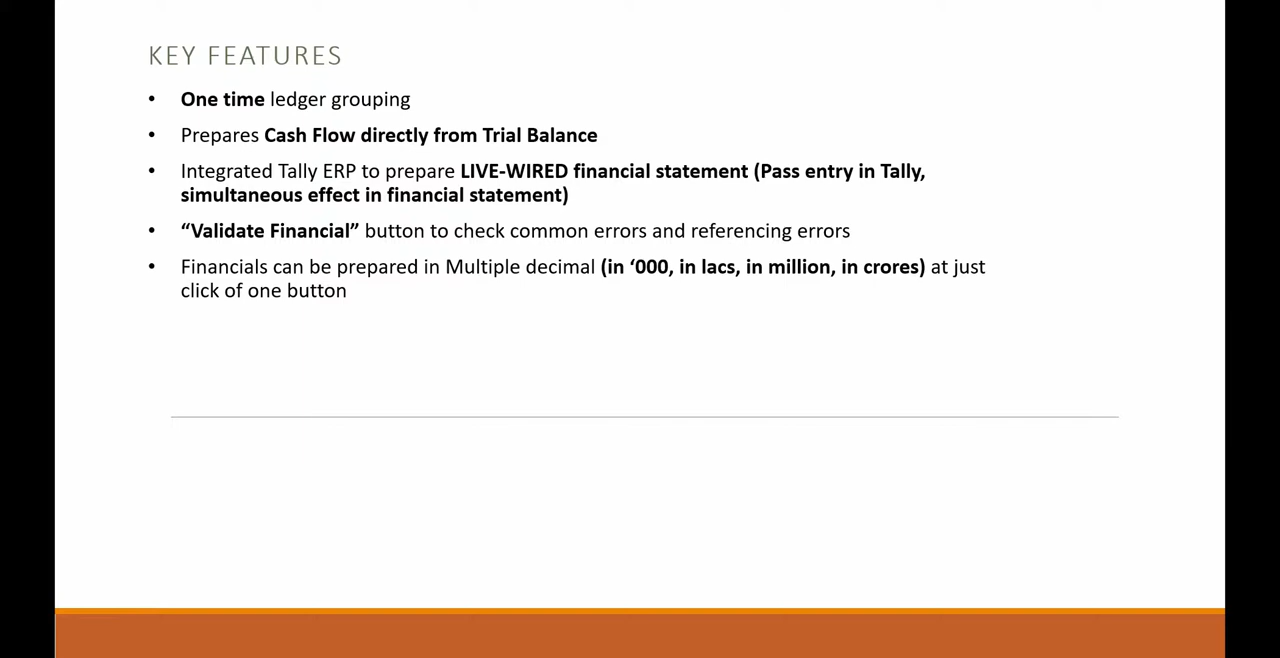 KEY FEATURES
• One time ledger grouping
• Prepares Cash Flow directly from Trial Balance
• Integrated Tally ERP to prepare LIVE-WIRED financial statement (Pass entry in Tally,
simultaneous effect in financial statement)
• “Validate Financial” button to check common errors and referencing errors
• Financials can be prepared in Multiple decimal (in ‘000, in lacs, in million, in crores) at just
click of one button